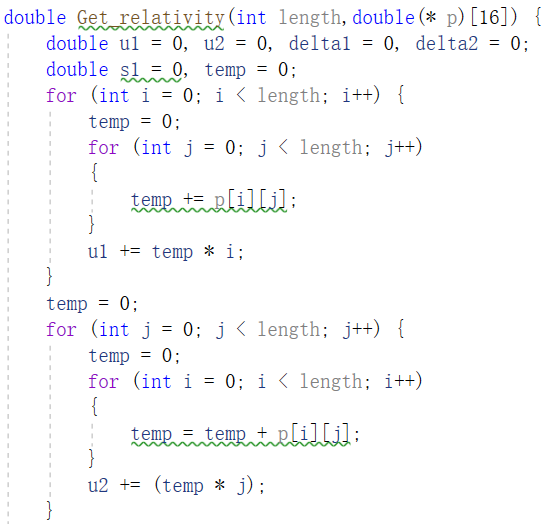 double Get_relativity(int length,double(* p)[16]) {
    double u1 = 0, u2 = 0, delta1 = 0, delta2 = 0;
    double s1 = 0, temp = 0;
    for (int i = 0; i < length; i++) {
        temp = 0;
        for (int j = 0; j < length; j++)
        {
            temp += p[i][j];
        }
        u1 += temp * i;
    }
    temp = 0;
    for (int j = 0; j < length; j++) {
        temp = 0;
        for (int i = 0; i < length; i++)
        {
            temp = temp + p[i][j];
        }
        u2 += (temp * j);
    }